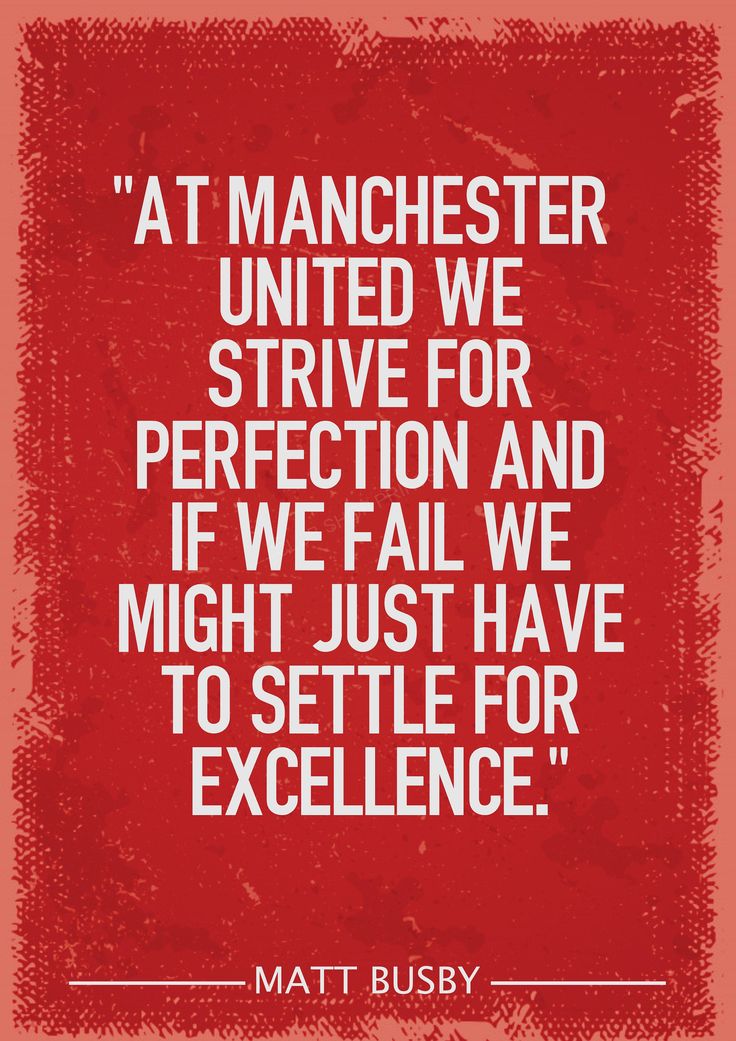 "AT MANCHESTER
UNITED WE
STRIVE FOR
PERFECTION AND
IF WE FAIL WE
MIGHT JUST HAVE
TO SETTLE FOR
EXCELLENCE."
MATT BUSBY